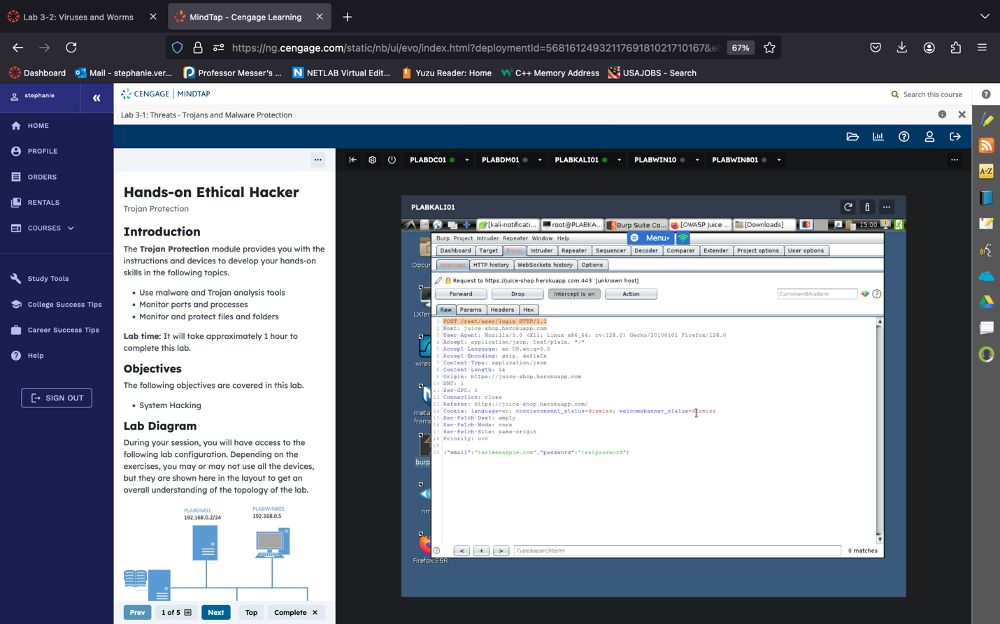 Lab 3-2: Viruses and Worms
MindTap - Cengage Learning
https://ng.cengage.com/static/nb/ui/evo/index.html?deploymentId=5681612493211769181021710167&el
67%
Dashboard
Mail - stephanie.ver...
Professor Messer's ...
NETLAB Virtual Edit...
Yuzu Reader: Home
C++ Memory Address
USAJOBS - Search
stephanie
CENGAGE | MINDTAP
Search this course
Lab 3-1: Threats - Trojans and Malware Protection
HOME
PROFILE
ORDERS
RENTALS
COURSES
Study Tools
College Success Tips
Career Success Tips
Help
SIGN OUT
Hands-on Ethical Hacker
Trojan Protection
Introduction
The Trojan Protection module provides you with the
instructions and devices to develop your hands-on
skills in the following topics.
• Use malware and Trojan analysis tools
• Monitor ports and processes
• Monitor and protect files and folders
Lab time: It will take approximately 1 hour to
complete this lab.
Objectives
The following objectives are covered in this lab.
• System Hacking
Lab Diagram
During your session, you will have access to the
following lab configuration. Depending on the
exercises, you may or may not use all the devices,
but they are shown here in the layout to get an
overall understanding of the topology of the lab.
PLABDM01
192.168.0.2/24
PLABWIN801
192.168.0.5
Prev
1 of 5
Next
Top
Complete
PLABDC01
PLABDM01
PLABKALI01
PLABWIN10
PLABWIN801
PLABKALI01
[kali-notificati...
root@PLABKA...
Burp Suite Co...
[OWASP Juice ...
[Downloads]
15:00
Burp Project Intruder Repeater Window Help
Menu
Dashboard Target Proxy Intruder Repeater Sequencer Decoder Comparer Extender Project options User options
Intercept HTTP history WebSockets history Options
Request to https://juice-shop.herokuapp.com:443 [unknown host]
Forward Drop Intercept is on Action
Commentthisitem
Raw Params Headers Hex
1 POST /rest/user/login HTTP/1.1
2 Host: juice-shop.herokuapp.com
3 User-Agent: Mozilla/5.0 (X11; Linux x86_64; rv:128.0) Gecko/20100101 Firefox/128.0
4 Accept: application/json, text/plain, */*
5 Accept-Language: en-US,en;q=0.5
6 Accept-Encoding: gzip, deflate
7 Content-Type: application/json
8 Content-Length: 54
9 Origin: https://juice-shop.herokuapp.com
10 DNT: 1
11 Sec-GPC: 1
12 Connection: close
13 Referer: https://juice-shop.herokuapp.com/
14 Cookie: language=en; cookieconsent_status=dismiss; welcomebanner_status=dismiss
15 Sec-Fetch-Dest: empty
16 Sec-Fetch-Mode: cors
17 Sec-Fetch-Site: same-origin
18 Priority: u=0
19
20 {"email":"test@example.com","password":"testpassword"}
< + >
Typeasearchterm
0 matches
Docur
LXTer
wires
meta
fram
burp
nm
Firefox ESR
A-Z